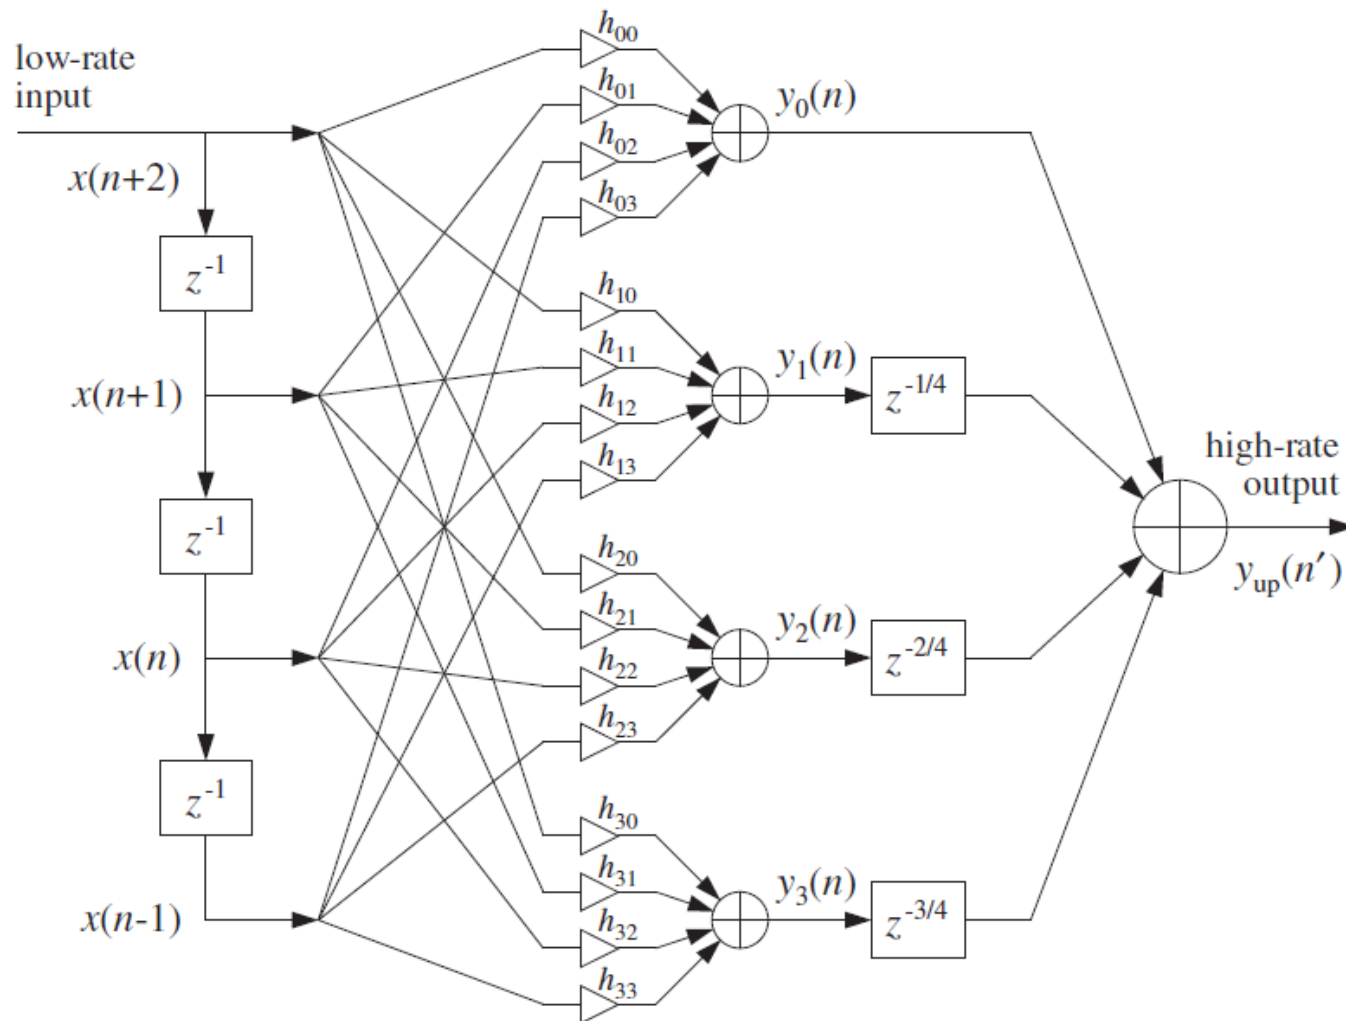 low-rate
input
x(n+2)
z⁻¹
x(n+1)
z⁻¹
x(n)
z⁻¹
x(n-1)
h₀₀
h₀₁
h₀₂
h₀₃
y₀(n)
h₁₀
h₁₁
h₁₂
h₁₃
y₁(n)
z⁻¹/⁴
h₂₀
h₂₁
h₂₂
h₂₃
y₂(n)
z⁻²/⁴
h₃₀
h₃₁
h₃₂
h₃₃
y₃(n)
z⁻³/⁴
high-rate
output
y_up(n′)